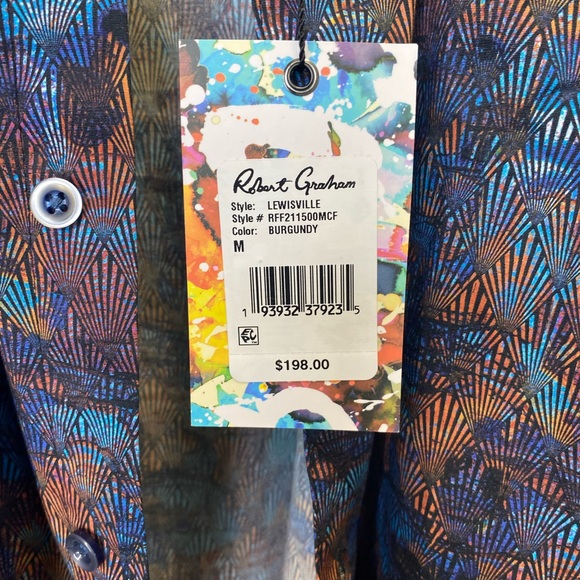 Robert Graham
Style: LEWISVILLE
Style # RFF211500MCF
Color: BURGUNDY
M
1 93932 37923 5
$198.00